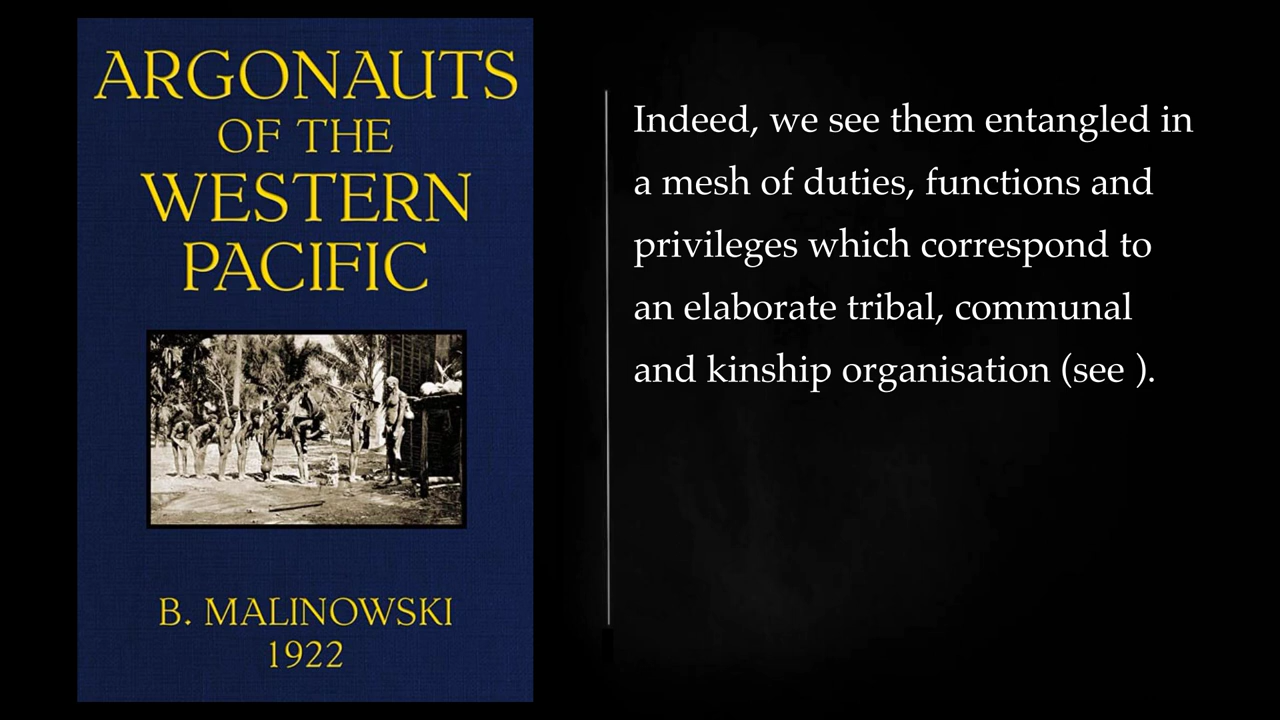 ARGONAUTS
OF THE
WESTERN
PACIFIC
B. MALINOWSKI
1922
Indeed, we see them entangled in
a mesh of duties, functions and
privileges which correspond to
an elaborate tribal, communal
and kinship organisation (see ).